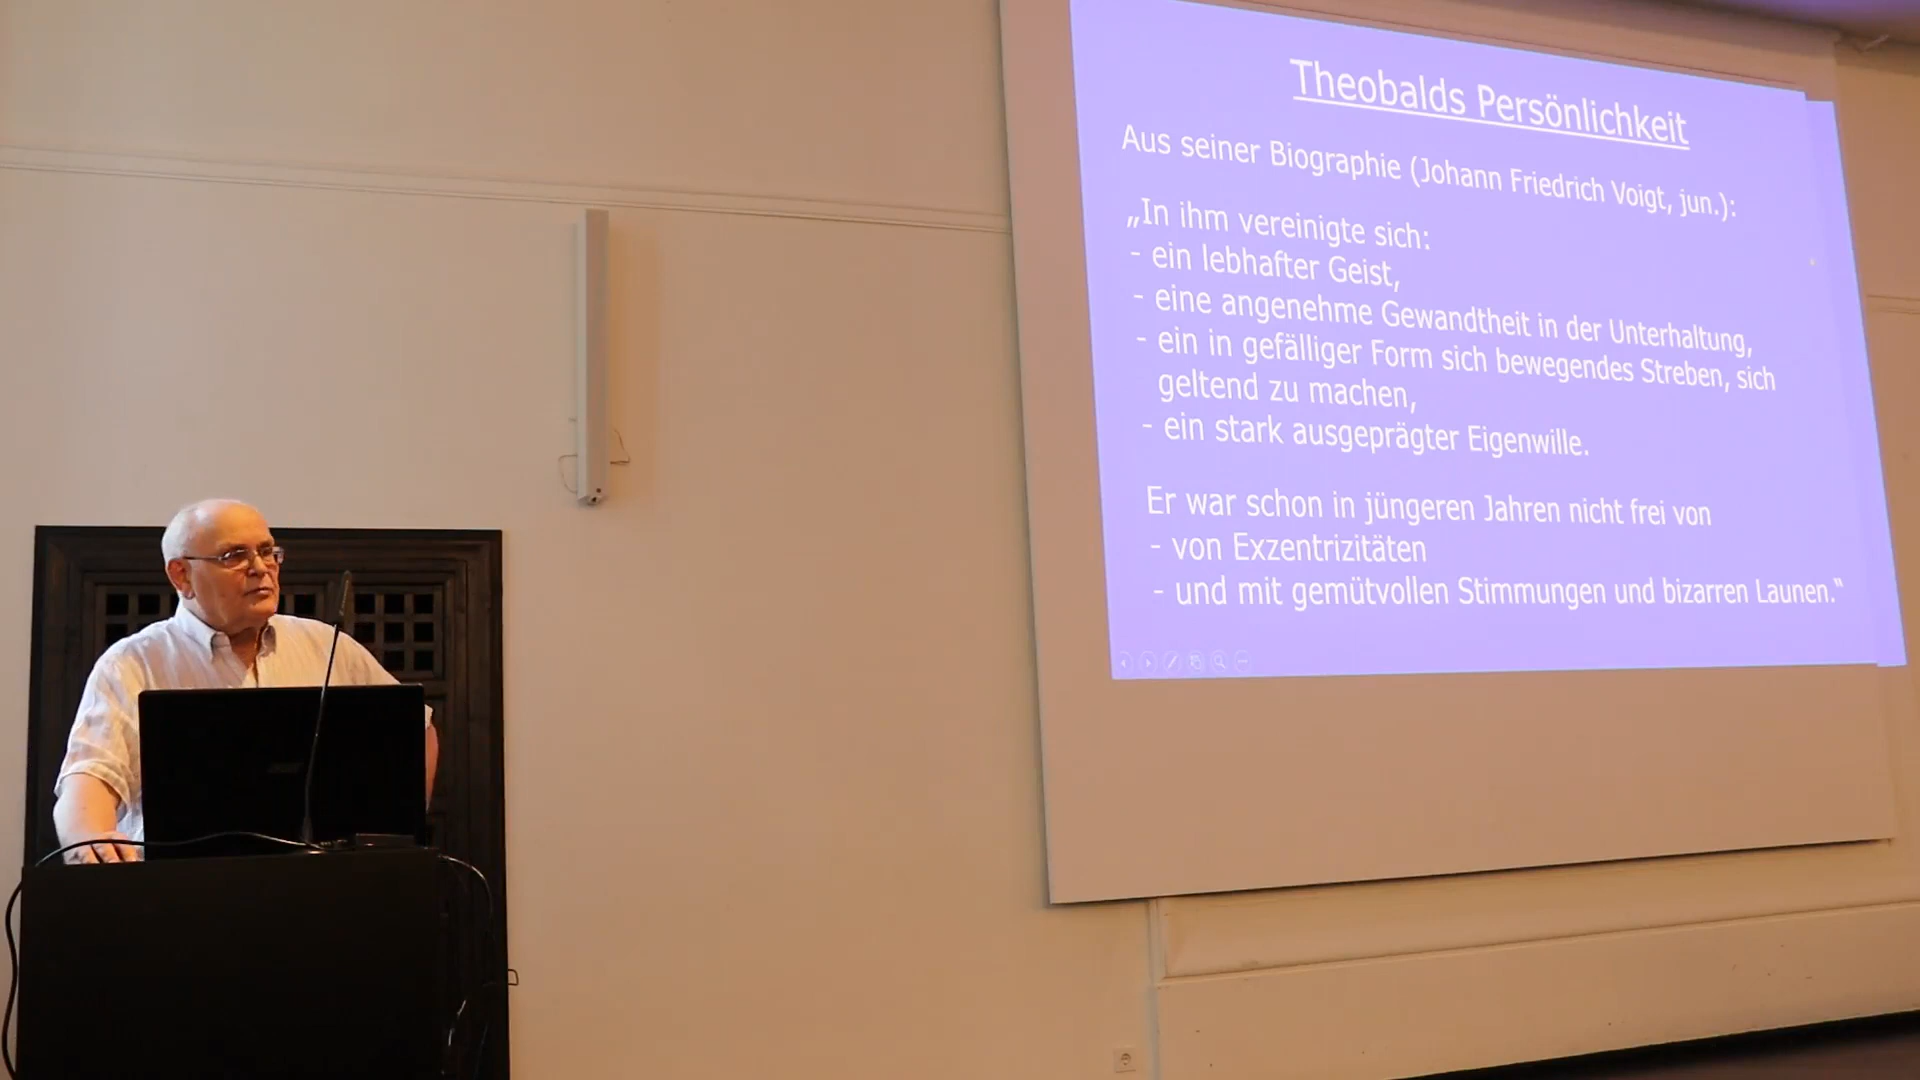 Theobalds Persönlichkeit
Aus seiner Biographie (Johann Friedrich Voigt, jun.):
„In ihm vereinigte sich:
- ein lebhafter Geist,
- eine angenehme Gewandtheit in der Unterhaltung,
- ein in gefälliger Form sich bewegendes Streben, sich
geltend zu machen,
- ein stark ausgeprägter Eigenwille.
Er war schon in jüngeren Jahren nicht frei von
- von Exzentrizitäten
- und mit gemütvollen Stimmungen und bizarren Launen.“